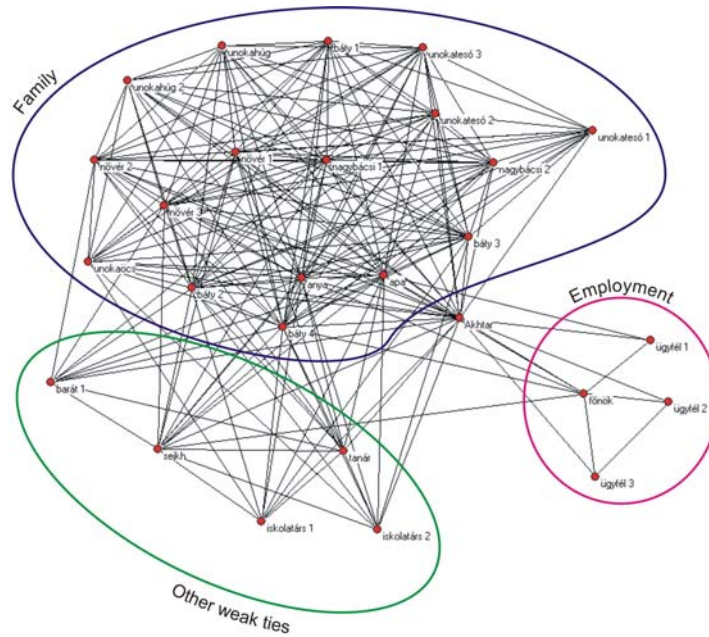 Family
unokahúg
báty 1
unokatesó 3
unokahúg 2
unokatesó 2
unokatesó 1
nővér 2
nővér 1
nagybácsi 1
nagybácsi 2
nővér 3
báty 3
unokaöcs
báty 2
anya
apa
báty 4
Akhtar
Employment
ügyfél 1
főnök
ügyfél 2
ügyfél 3
barát 1
sejkh
tanár
iskolatárs 1
iskolatárs 2
Other weak ties